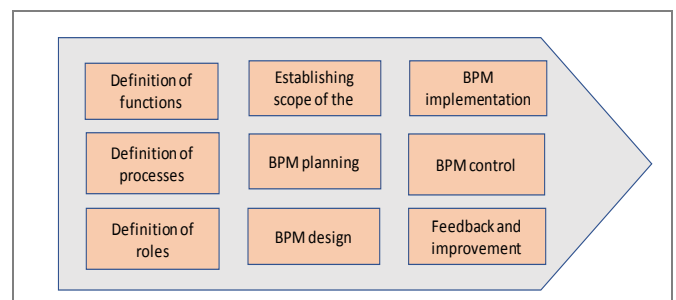 Definition of
functions
Establishing
scope of the
BPM
implementation
Definition of
processes
BPM planning
BPM control
Definition of
roles
BPM design
Feedback and
improvement